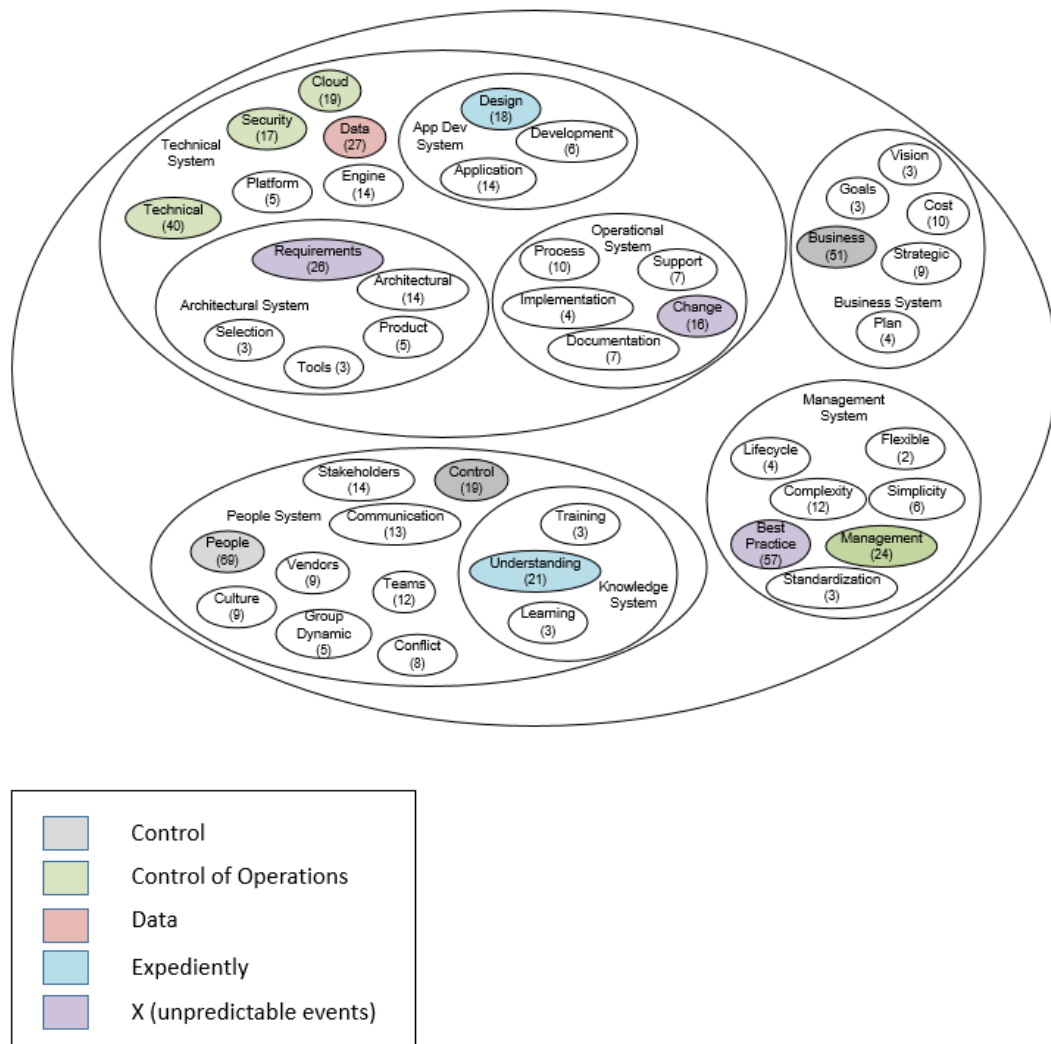 Cloud
(19)
Security
(17)
Data
(27)
Technical
System
Platform
(5)
Engine
(14)
Technical
(40)
Design
(18)
App Dev
System
Development
(6)
Application
(14)
Requirements
(26)
Architectural
(14)
Architectural System
Selection
(3)
Product
(5)
Tools (3)
Operational
System
Process
(10)
Support
(7)
Implementation
(4)
Change
(16)
Documentation
(7)
Vision
(3)
Goals
(3)
Cost
(10)
Business
(51)
Strategic
(9)
Business System
Plan
(4)
Management
System
Lifecycle
(4)
Flexible
(2)
Complexity
(12)
Simplicity
(6)
Best
Practice
(57)
Management
(24)
Standardization
(3)
Stakeholders
(14)
Control
(19)
People System
Communication
(13)
People
(69)
Vendors
(9)
Teams
(12)
Culture
(9)
Group
Dynamic
(5)
Conflict
(8)
Training
(3)
Understanding
(21)
Knowledge
System
Learning
(3)
Control
Control of Operations
Data
Expediently
X (unpredictable events)